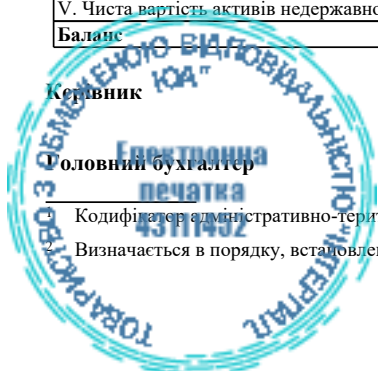 V. Чиста вартість активів недержавно
Баланс
Керівник
Головний бухгалтер
1 Кодифікатор адміністративно-терит
2 Визначається в порядку, встановлен
ТОВАРИСТВО З ОБМЕЖЕНОЮ ВІДПОВІДАЛЬНІСТЮ
ЮА"
Електронна
печатка